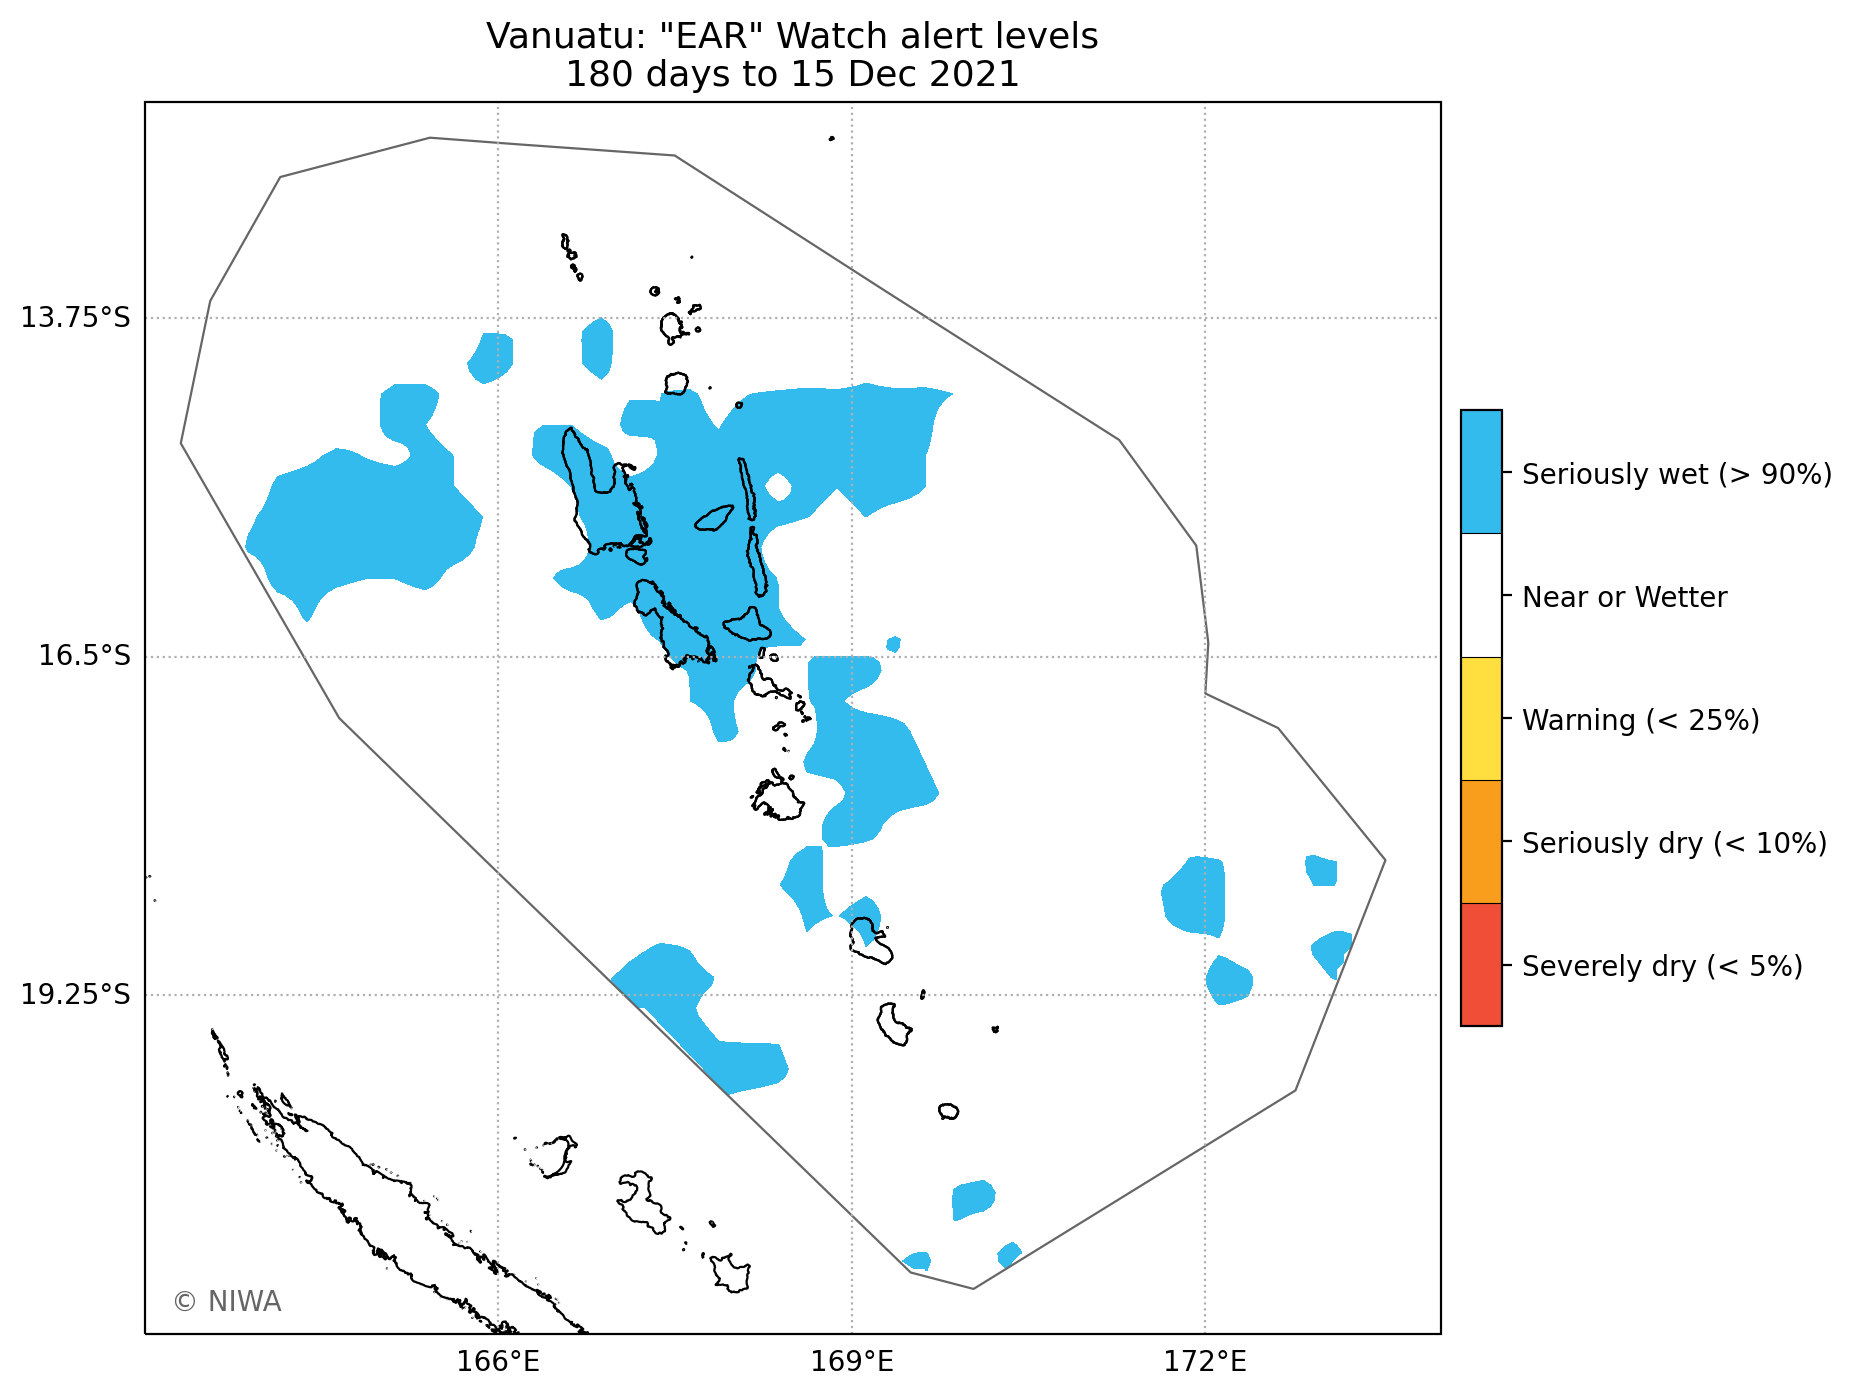 Vanuatu: "EAR" Watch alert levels
180 days to 15 Dec 2021
13.75°S
16.5°S
19.25°S
166°E
169°E
172°E
Seriously wet (> 90%)
Near or Wetter
Warning (< 25%)
Seriously dry (< 10%)
Severely dry (< 5%)
© NIWA